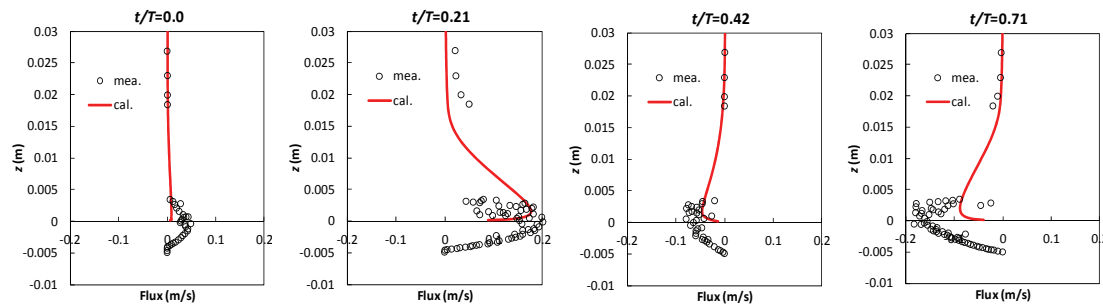 t/T=0.0
0.03
0.02
0.01
0
-0.01
0.025
0.015
0.005
-0.005
z (m)
mea.
cal.
-0.2
-0.1
0
0.1
0.2
Flux (m/s)
t/T=0.21
0.03
0.025
0.02
0.015
0.01
0.005
0
-0.005
-0.01
z (m)
mea.
cal.
-0.2
-0.1
0
0.1
0.2
Flux (m/s)
t/T=0.42
0.03
0.025
0.02
0.015
0.01
0.005
0
-0.005
-0.01
z (m)
mea.
cal.
-0.2
-0.1
0
0.1
0.2
Flux (m/s)
t/T=0.71
0.03
0.025
0.02
0.015
0.01
0.005
0
-0.005
-0.01
z (m)
mea.
cal.
-0.2
-0.1
0
0.1
0.2
Flux (m/s)